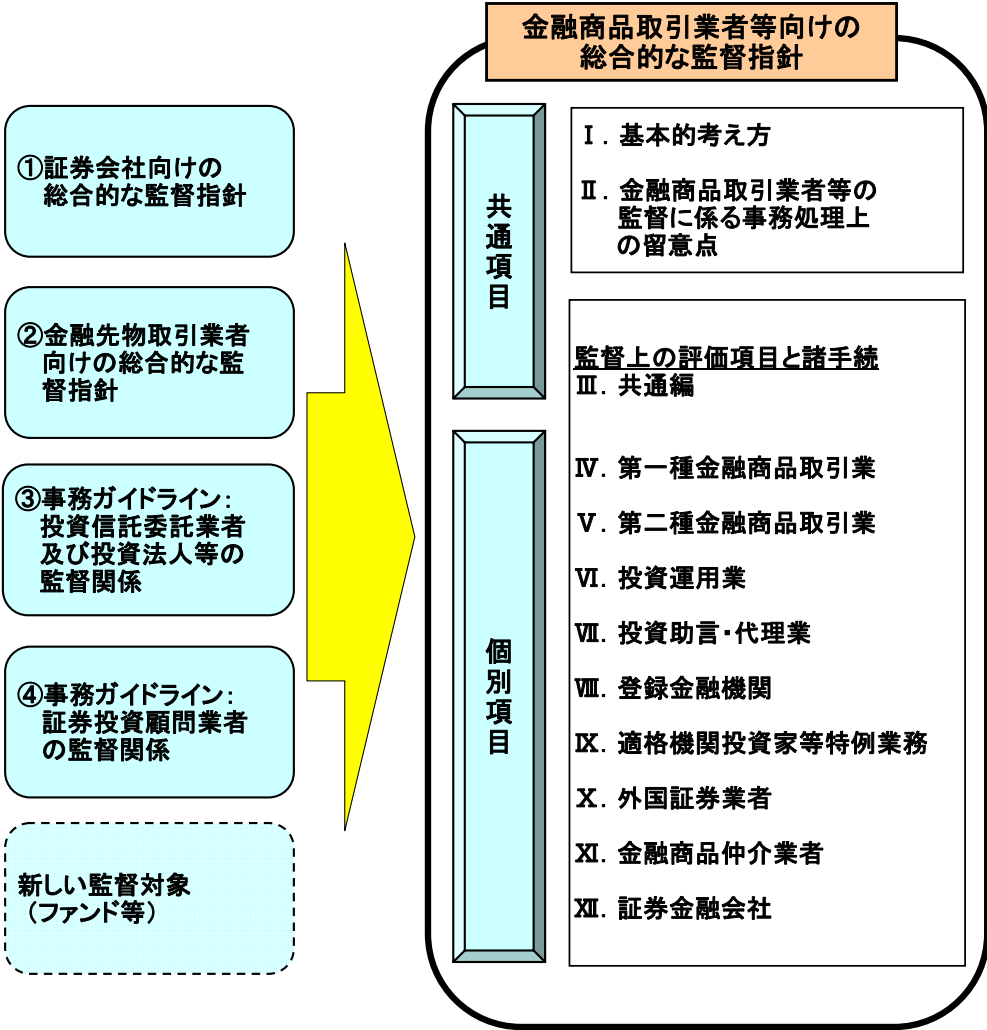 金融商品取引業者等向けの
総合的な監督指針
①証券会社向けの
総合的な監督指針
②金融先物取引業者
向けの総合的な監
督指針
③事務ガイドライン：
投資信託委託業者
及び投資法人等の
監督関係
④事務ガイドライン：
証券投資顧問業者
の監督関係
新しい監督対象
（ファンド等）
共通項目
Ⅰ．基本的考え方
Ⅱ．金融商品取引業者等の
監督に係る事務処理上
の留意点
監督上の評価項目と諸手続
Ⅲ．共通編
個別項目
Ⅳ．第一種金融商品取引業
Ⅴ．第二種金融商品取引業
Ⅵ．投資運用業
Ⅶ．投資助言・代理業
Ⅷ．登録金融機関
Ⅸ．適格機関投資家等特例業務
Ⅹ．外国証券業者
Ⅺ．金融商品仲介業者
Ⅻ．証券金融会社